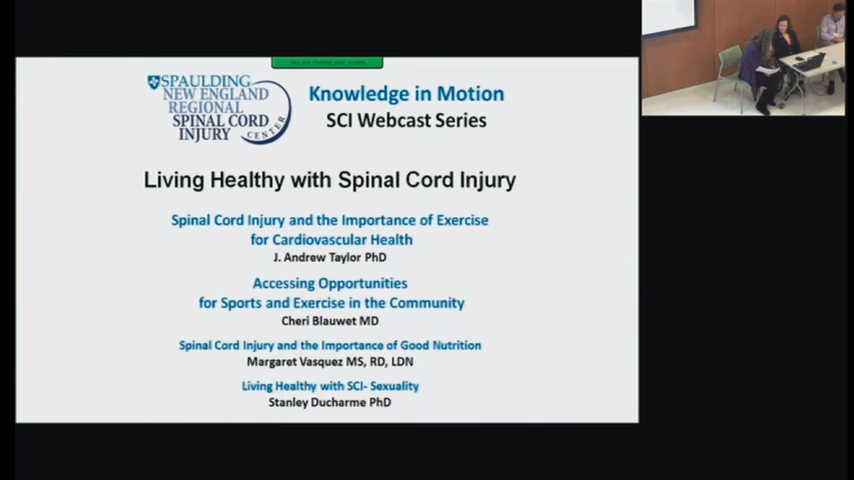 SPAULDING
NEW ENGLAND
REGIONAL
SPINAL CORD
INJURY CENTER
Knowledge in Motion
SCI Webcast Series
Living Healthy with Spinal Cord Injury
Spinal Cord Injury and the Importance of Exercise
for Cardiovascular Health
J. Andrew Taylor PhD
Accessing Opportunities
for Sports and Exercise in the Community
Cheri Blauwet MD
Spinal Cord Injury and the Importance of Good Nutrition
Margaret Vasquez MS, RD, LDN
Living Healthy with SCI- Sexuality
Stanley Ducharme PhD